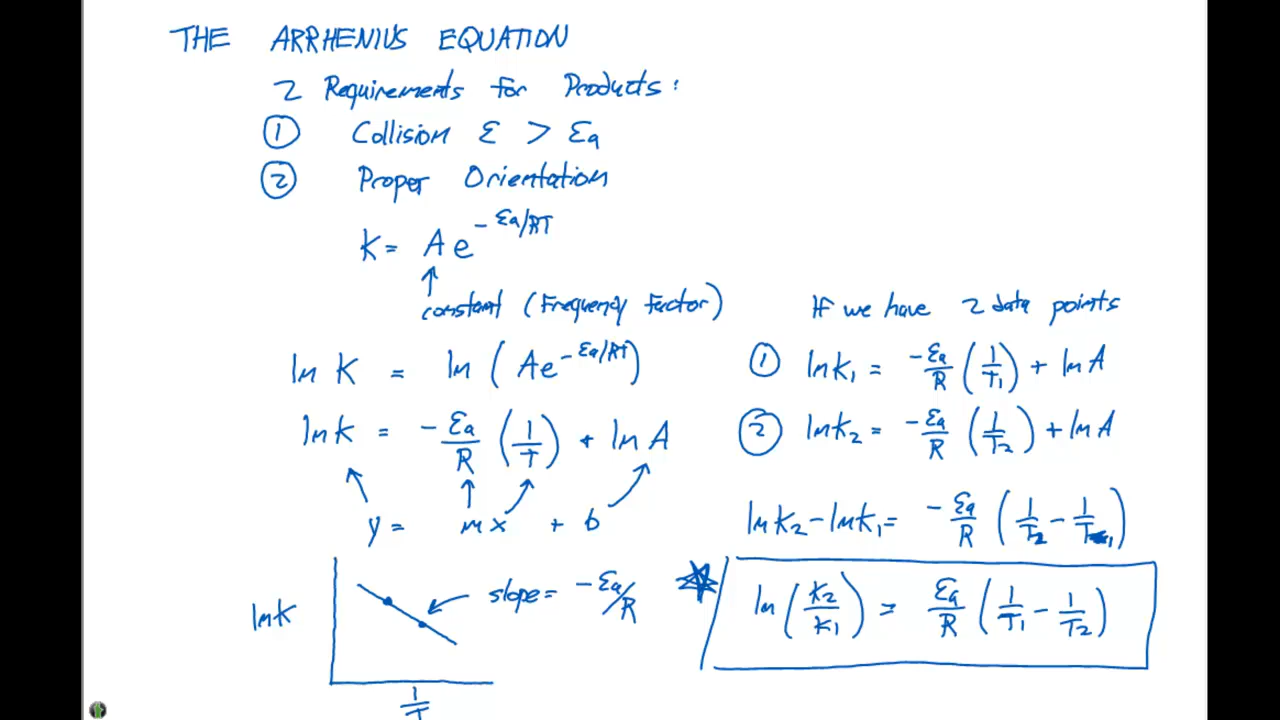 THE ARRHENIUS EQUATION
2 Requirements for Products:
① Collision ε > εa
② Proper Orientation
K = A e^(-εa/RT)
↑
constant (Frequency Factor)
ln K = ln (Ae^(-εa/RT))
ln K = -εa/R (1/T) + ln A
y = mx + b
ln K
slope = -εa/R
1/T
If we have 2 data points
① ln K₁ = -εa/R (1/T₁) + ln A
② ln K₂ = -εa/R (1/T₂) + ln A
ln K₂ - ln K₁ = -εa/R (1/T₂ - 1/T₁)
ln (K₂/K₁) = εa/R (1/T₁ - 1/T₂)